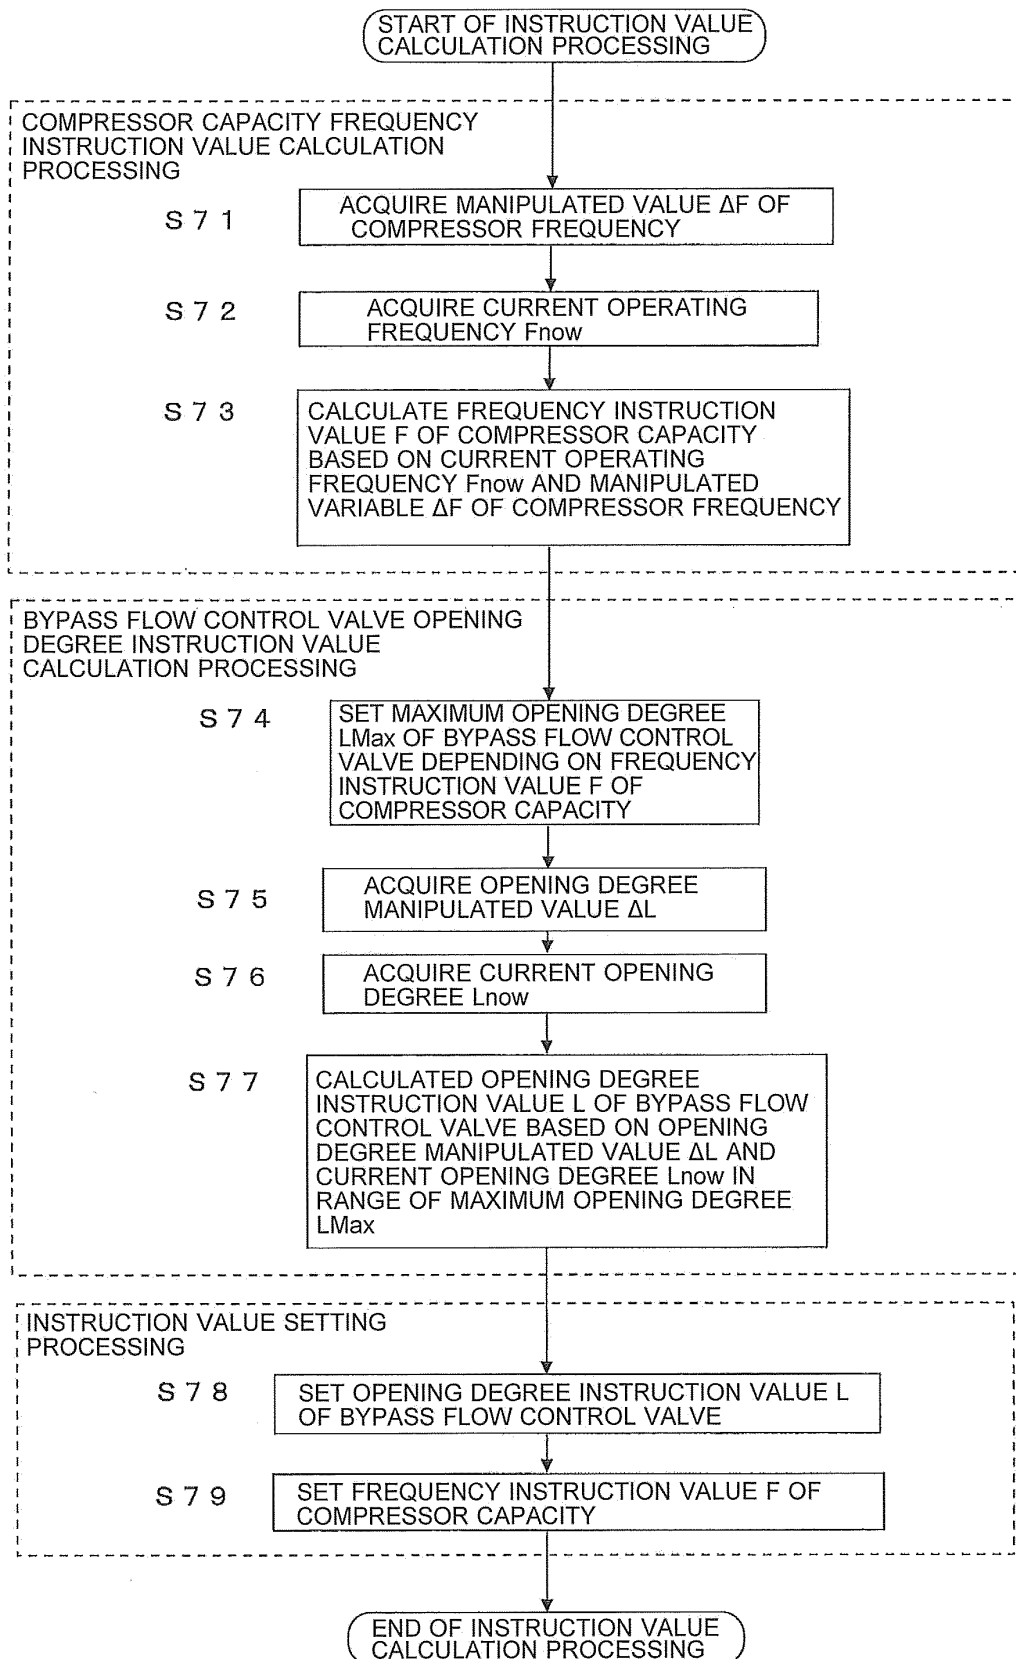 START OF INSTRUCTION VALUE
CALCULATION PROCESSING
COMPRESSOR CAPACITY FREQUENCY
INSTRUCTION VALUE CALCULATION
PROCESSING
S 7 1
ACQUIRE MANIPULATED VALUE ΔF OF
COMPRESSOR FREQUENCY
S 7 2
ACQUIRE CURRENT OPERATING
FREQUENCY Fnow
S 7 3
CALCULATE FREQUENCY INSTRUCTION
VALUE F OF COMPRESSOR CAPACITY
BASED ON CURRENT OPERATING
FREQUENCY Fnow AND MANIPULATED
VARIABLE ΔF OF COMPRESSOR FREQUENCY
BYPASS FLOW CONTROL VALVE OPENING
DEGREE INSTRUCTION VALUE
CALCULATION PROCESSING
S 7 4
SET MAXIMUM OPENING DEGREE
LMax OF BYPASS FLOW CONTROL
VALVE DEPENDING ON FREQUENCY
INSTRUCTION VALUE F OF
COMPRESSOR CAPACITY
S 7 5
ACQUIRE OPENING DEGREE
MANIPULATED VALUE ΔL
S 7 6
ACQUIRE CURRENT OPENING
DEGREE Lnow
S 7 7
CALCULATED OPENING DEGREE
INSTRUCTION VALUE L OF BYPASS FLOW
CONTROL VALVE BASED ON OPENING
DEGREE MANIPULATED VALUE ΔL AND
CURRENT OPENING DEGREE Lnow IN
RANGE OF MAXIMUM OPENING DEGREE
LMax
INSTRUCTION VALUE SETTING
PROCESSING
S 7 8
SET OPENING DEGREE INSTRUCTION VALUE L
OF BYPASS FLOW CONTROL VALVE
S 7 9
SET FREQUENCY INSTRUCTION VALUE F OF
COMPRESSOR CAPACITY
END OF INSTRUCTION VALUE
CALCULATION PROCESSING